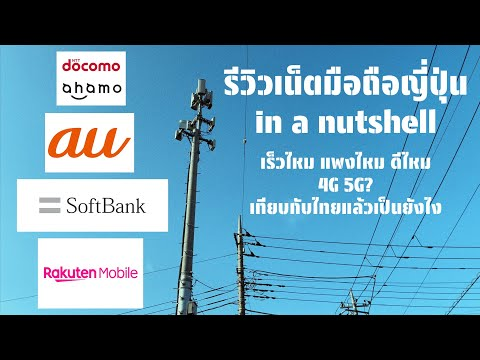 NTT
docomo
ahamo
au
SoftBank
Rakuten Mobile
รีวิวเน็ตมือถือญี่ปุ่น
in a nutshell
เร็วไหม แพงไหม ดีไหม
4G 5G?
เทียบกับไทยแล้วเป็นยังไง